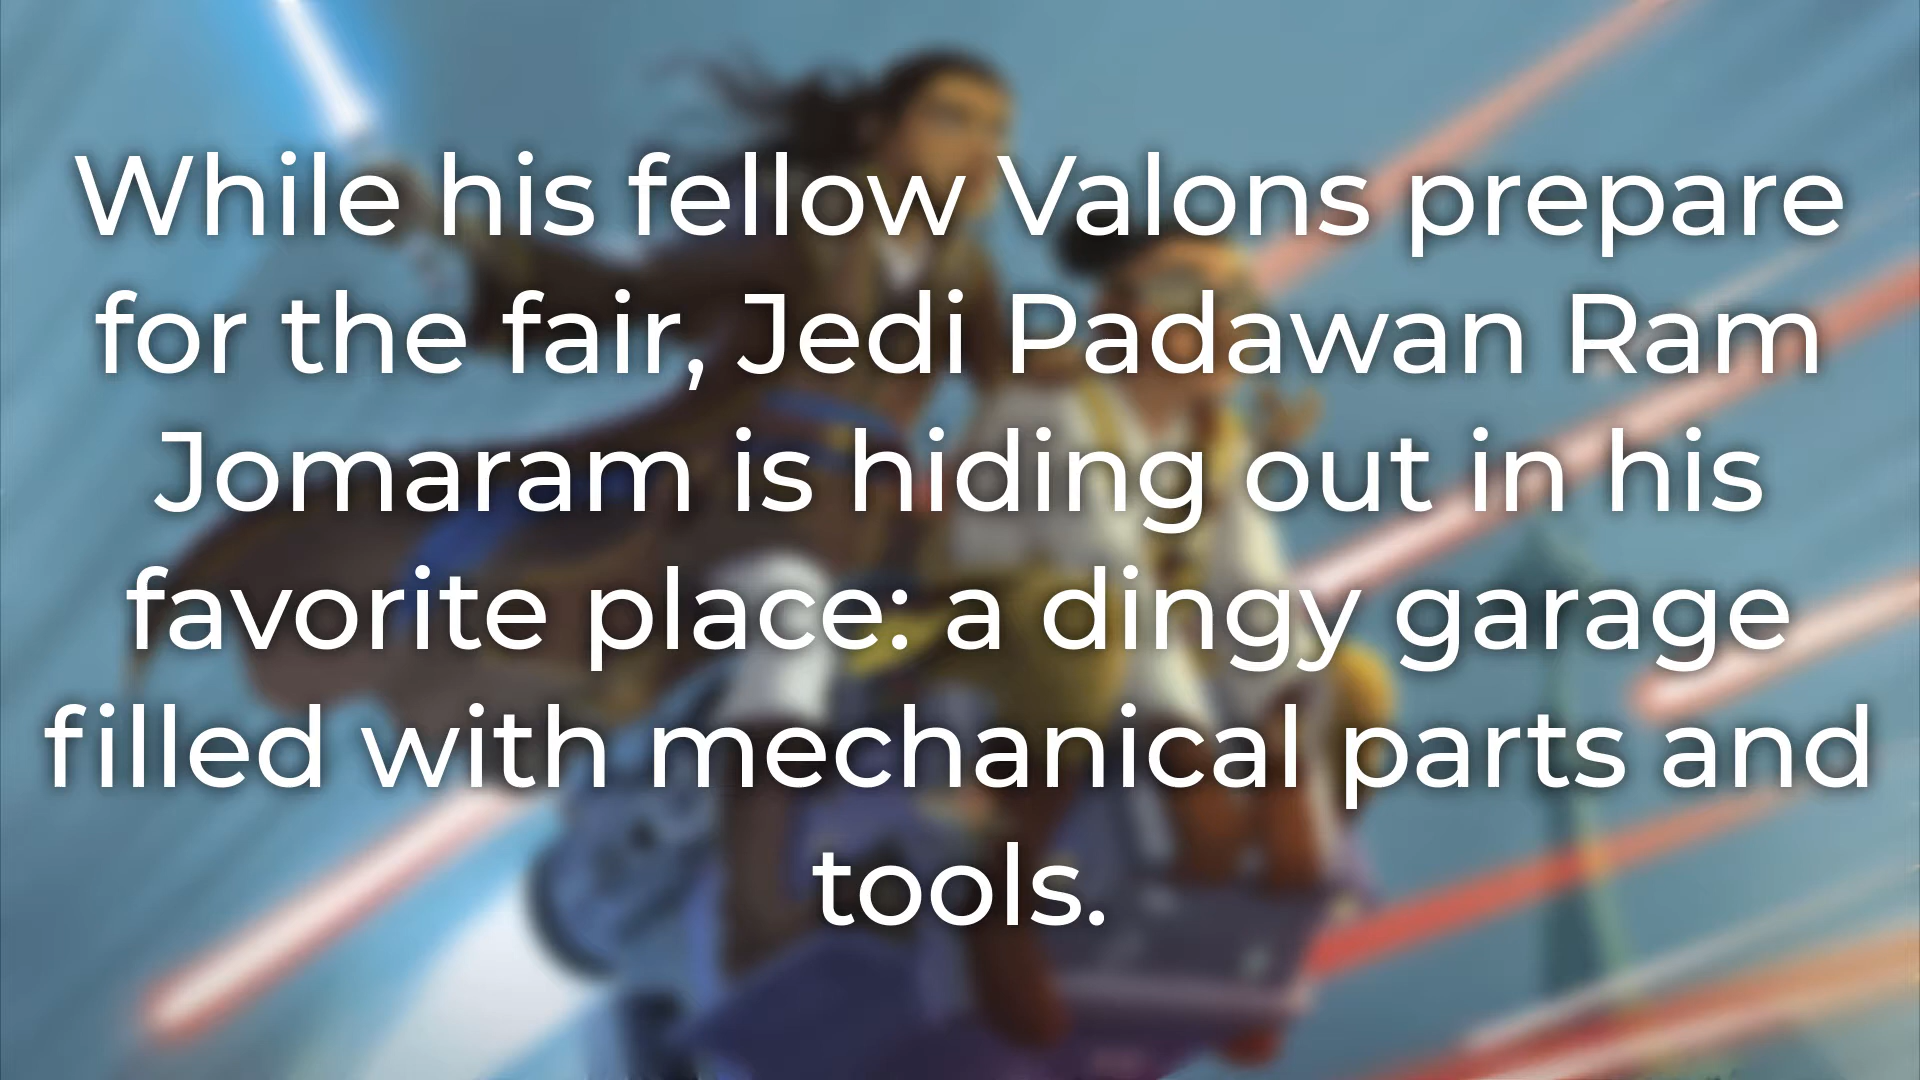 While his fellow Valons prepare
for the fair, Jedi Padawan Ram
Jomaram is hiding out in his
favorite place: a dingy garage
filled with mechanical parts and
tools.